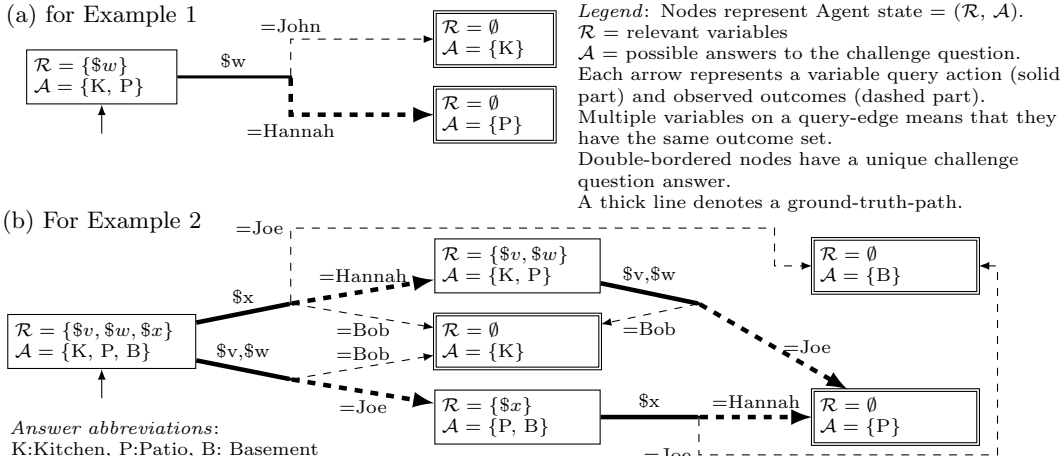 (a) for Example 1
=John
$w
=Hannah
ℛ = {$w}
𝒜 = {K, P}
ℛ = ∅
𝒜 = {K}
ℛ = ∅
𝒜 = {P}
Legend: Nodes represent Agent state = (ℛ, 𝒜).
ℛ = relevant variables
𝒜 = possible answers to the challenge question.
Each arrow represents a variable query action (solid
part) and observed outcomes (dashed part).
Multiple variables on a query-edge means that they
have the same outcome set.
Double-bordered nodes have a unique challenge
question answer.
A thick line denotes a ground-truth-path.
(b) For Example 2
=Joe
ℛ = {$v, $w, $x}
𝒜 = {K, P, B}
$x
$v,$w
=Hannah
=Bob
=Bob
=Joe
ℛ = {$v, $w}
𝒜 = {K, P}
ℛ = ∅
𝒜 = {K}
ℛ = {$x}
𝒜 = {P, B}
$v,$w
=Bob
=Joe
$x
=Hannah
=Joe
ℛ = ∅
𝒜 = {B}
ℛ = ∅
𝒜 = {P}
Answer abbreviations:
K:Kitchen, P:Patio, B: Basement